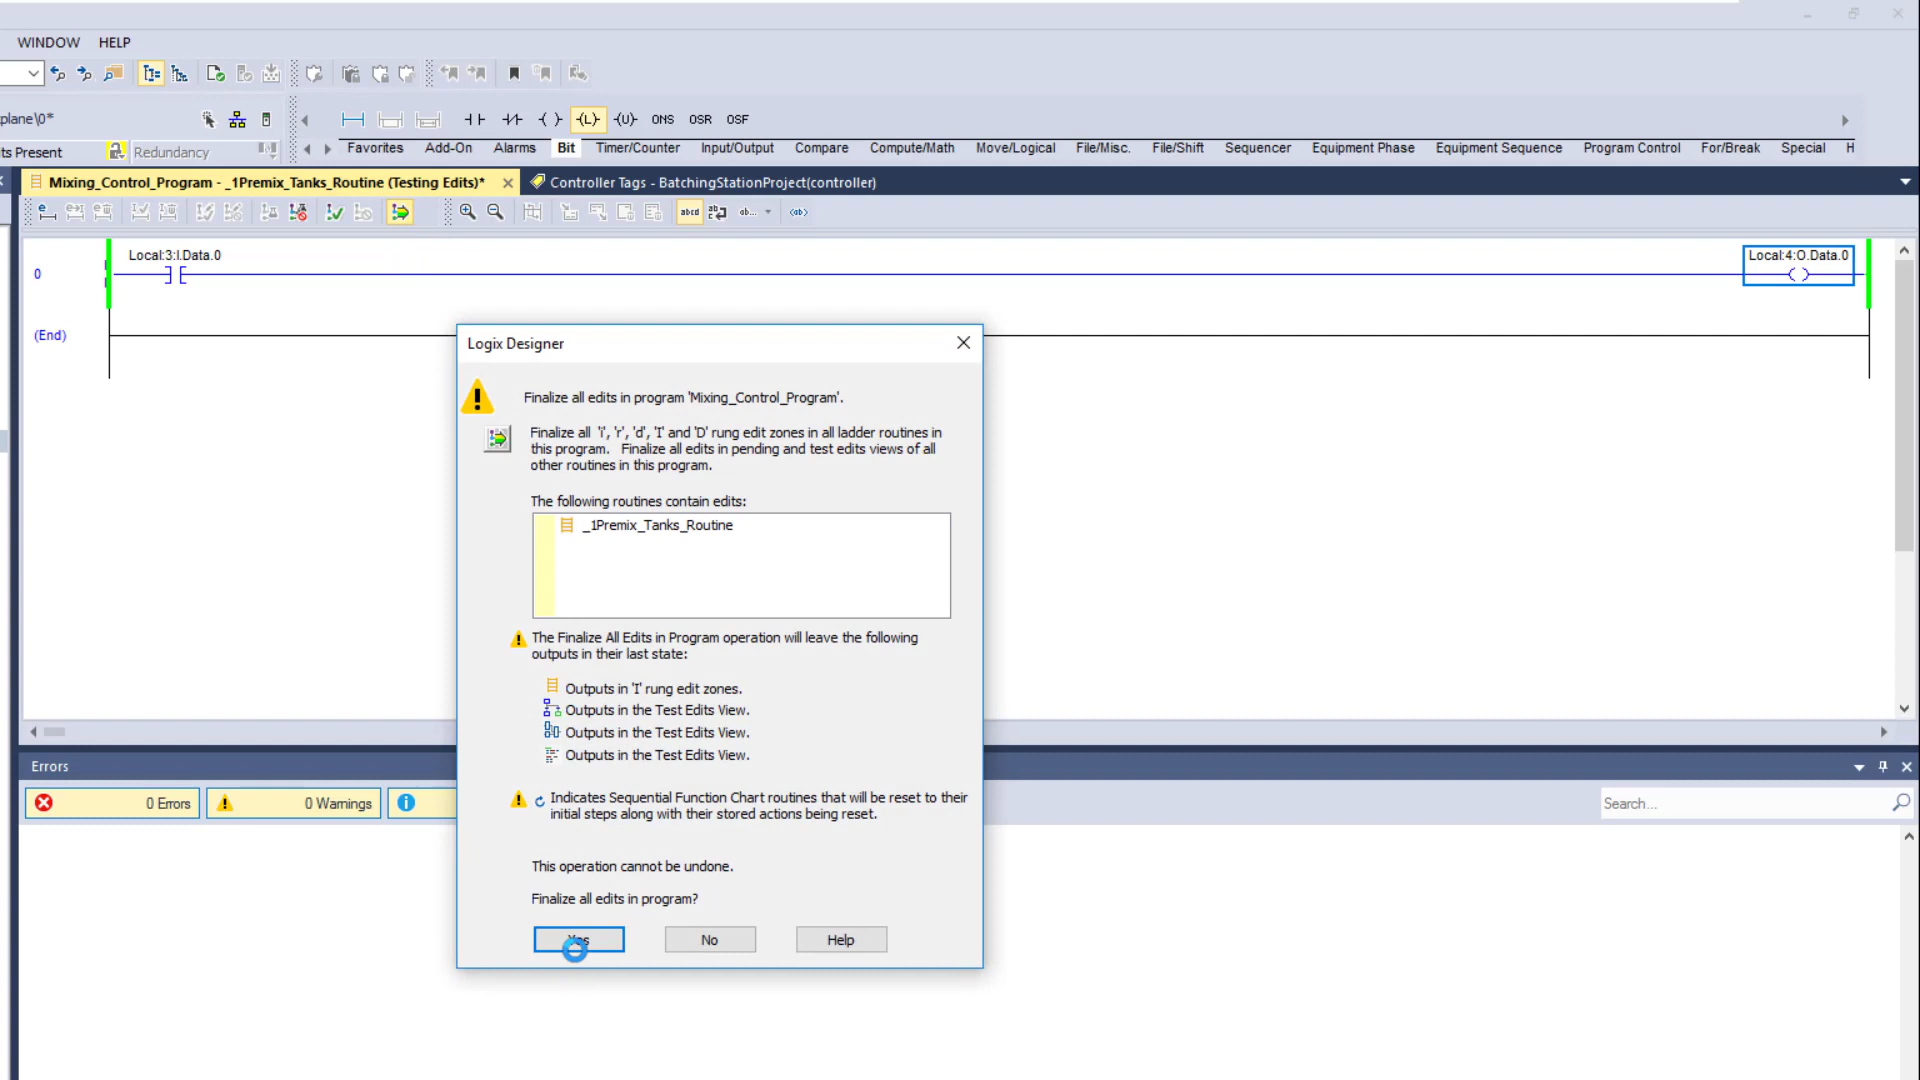 WINDOW HELP
plane\0*
ts Present
Redundancy
(L) (U) ONS OSR OSF
Favorites Add-On Alarms Bit Timer/Counter Input/Output Compare Compute/Math Move/Logical File/Misc. File/Shift Sequencer Equipment Phase Equipment Sequence Program Control For/Break Special H
Mixing_Control_Program - _1Premix_Tanks_Routine (Testing Edits)*
Controller Tags - BatchingStationProject(controller)
Local:3:I.Data.0
Local:4:O.Data.0
0
(End)
Logix Designer
Finalize all edits in program 'Mixing_Control_Program'.
Finalize all 'i', 'r', 'd', 'I' and 'D' rung edit zones in all ladder routines in
this program. Finalize all edits in pending and test edits views of all
other routines in this program.
The following routines contain edits:
_1Premix_Tanks_Routine
The Finalize All Edits in Program operation will leave the following
outputs in their last state:
Outputs in 'I' rung edit zones.
Outputs in the Test Edits View.
Outputs in the Test Edits View.
Outputs in the Test Edits View.
Indicates Sequential Function Chart routines that will be reset to their
initial steps along with their stored actions being reset.
This operation cannot be undone.
Finalize all edits in program?
Yes No Help
Errors
0 Errors
0 Warnings
Search...